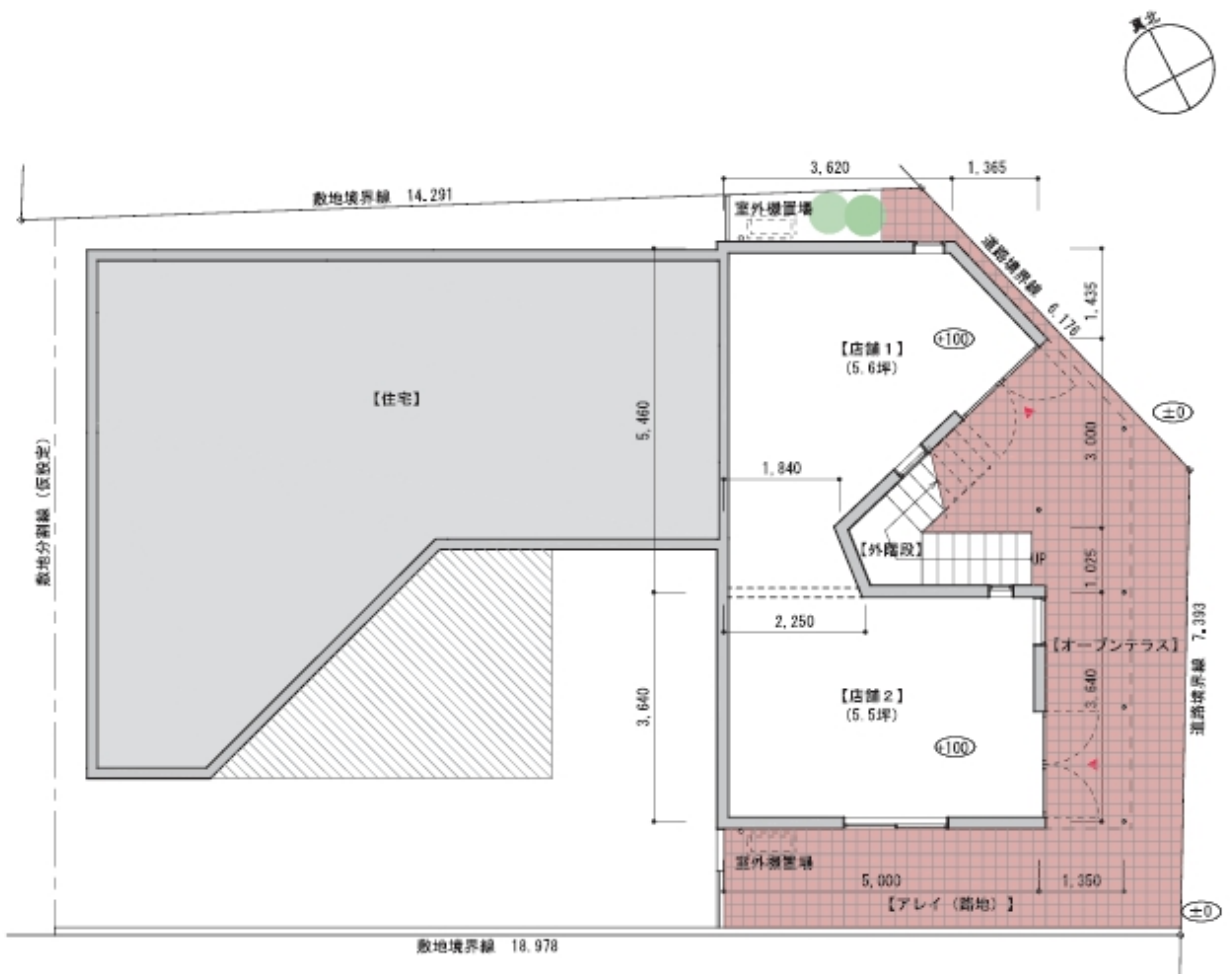 真北
3,620
1,365
敷地境界線 14.291
室外機置場
道路境界線 6.176
1,435
【店舗1】
(5.6坪)
+100
【住宅】
±0
5,460
3,000
1,840
敷地分割線(仮設定)
【外階段】
UP
1,025
2,250
【オープンテラス】
道路境界線 7.393
3,640
【店舗2】
(5.5坪)
3,640
+100
室外機置場
5,000
1,350
【アレイ(路地)】
±0
敷地境界線 18.978